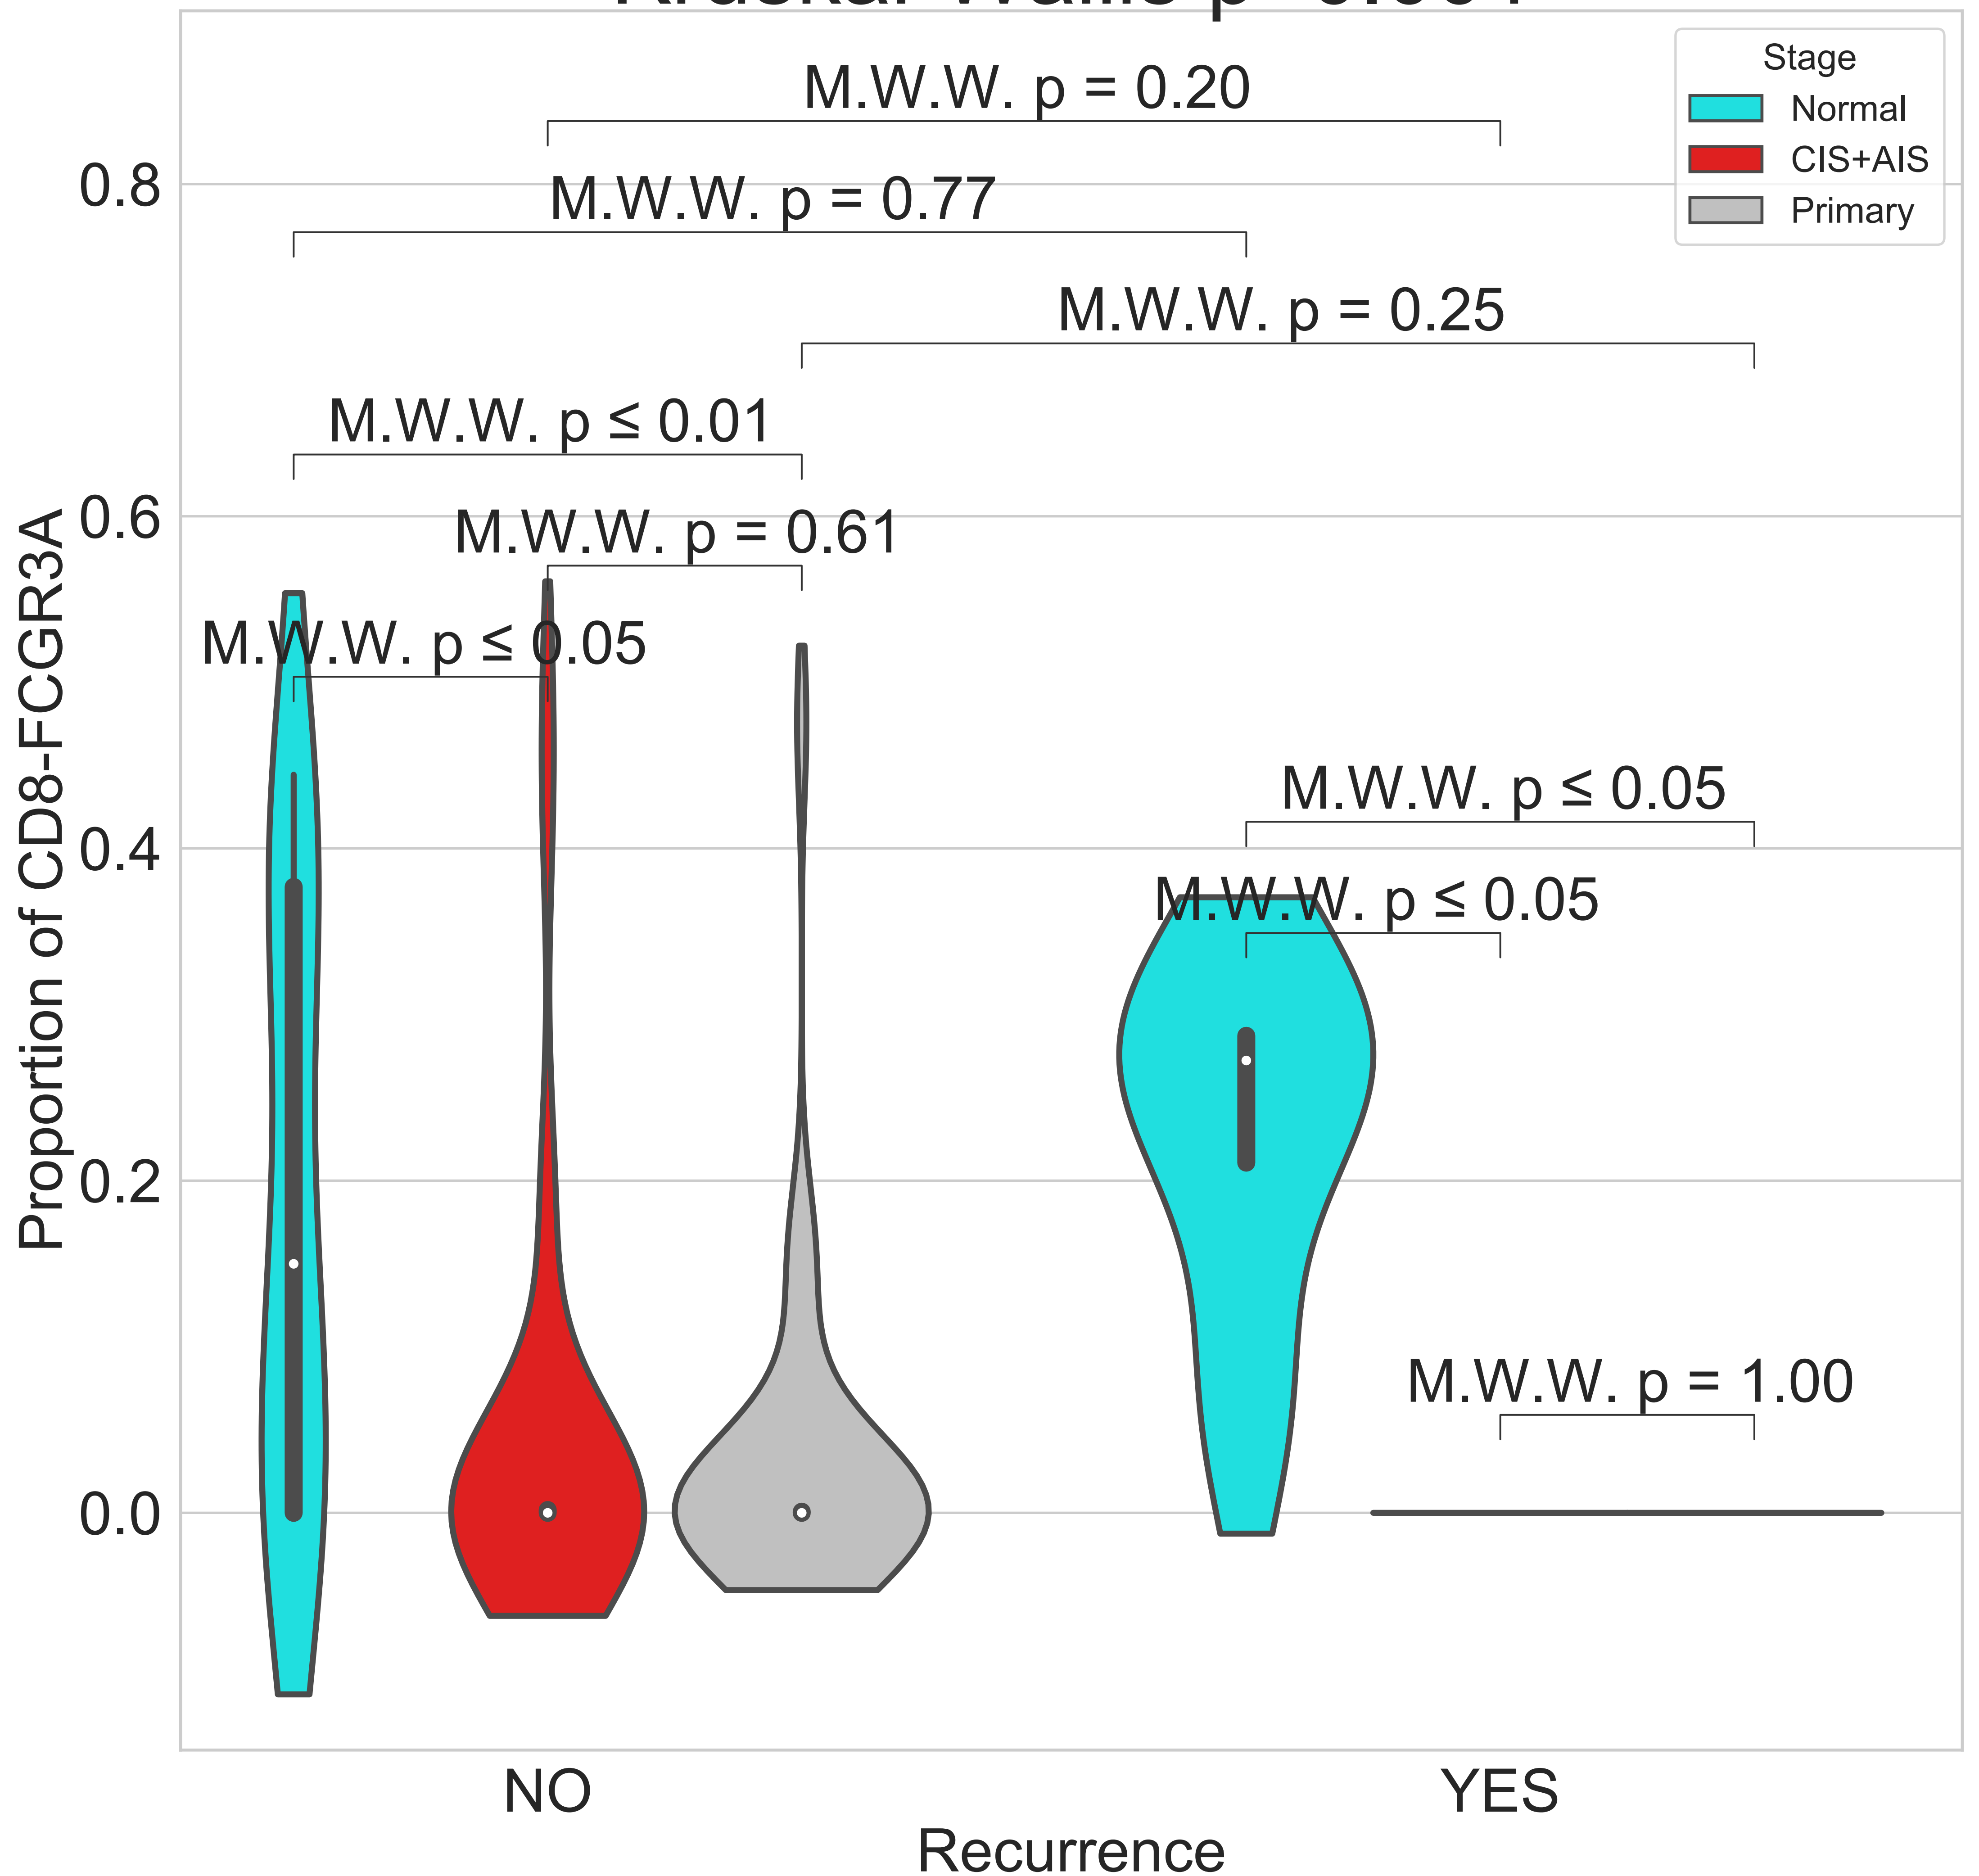 Stage
Normal
CIS+AIS
Primary
M.W.W. p = 0.20
M.W.W. p = 0.77
M.W.W. p = 0.25
M.W.W. p ≤ 0.01
M.W.W. p = 0.61
M.W.W. p ≤ 0.05
M.W.W. p ≤ 0.05
M.W.W. p ≤ 0.05
M.W.W. p = 1.00
Proportion of CD8-FCGR3A
0.8
0.6
0.4
0.2
0.0
NO
YES
Recurrence